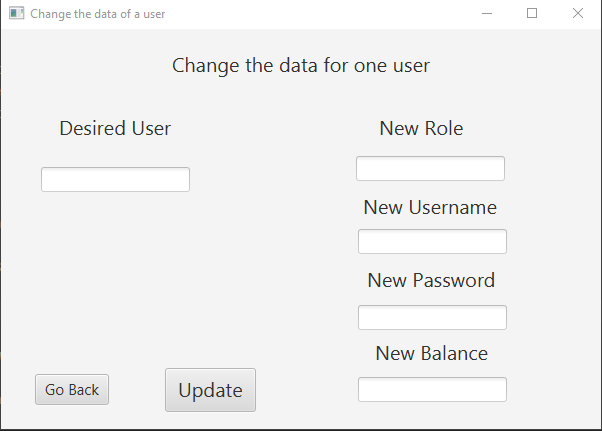 Change the data of a user
Change the data for one user
Desired User
New Role
New Username
New Password
New Balance
Go Back
Update